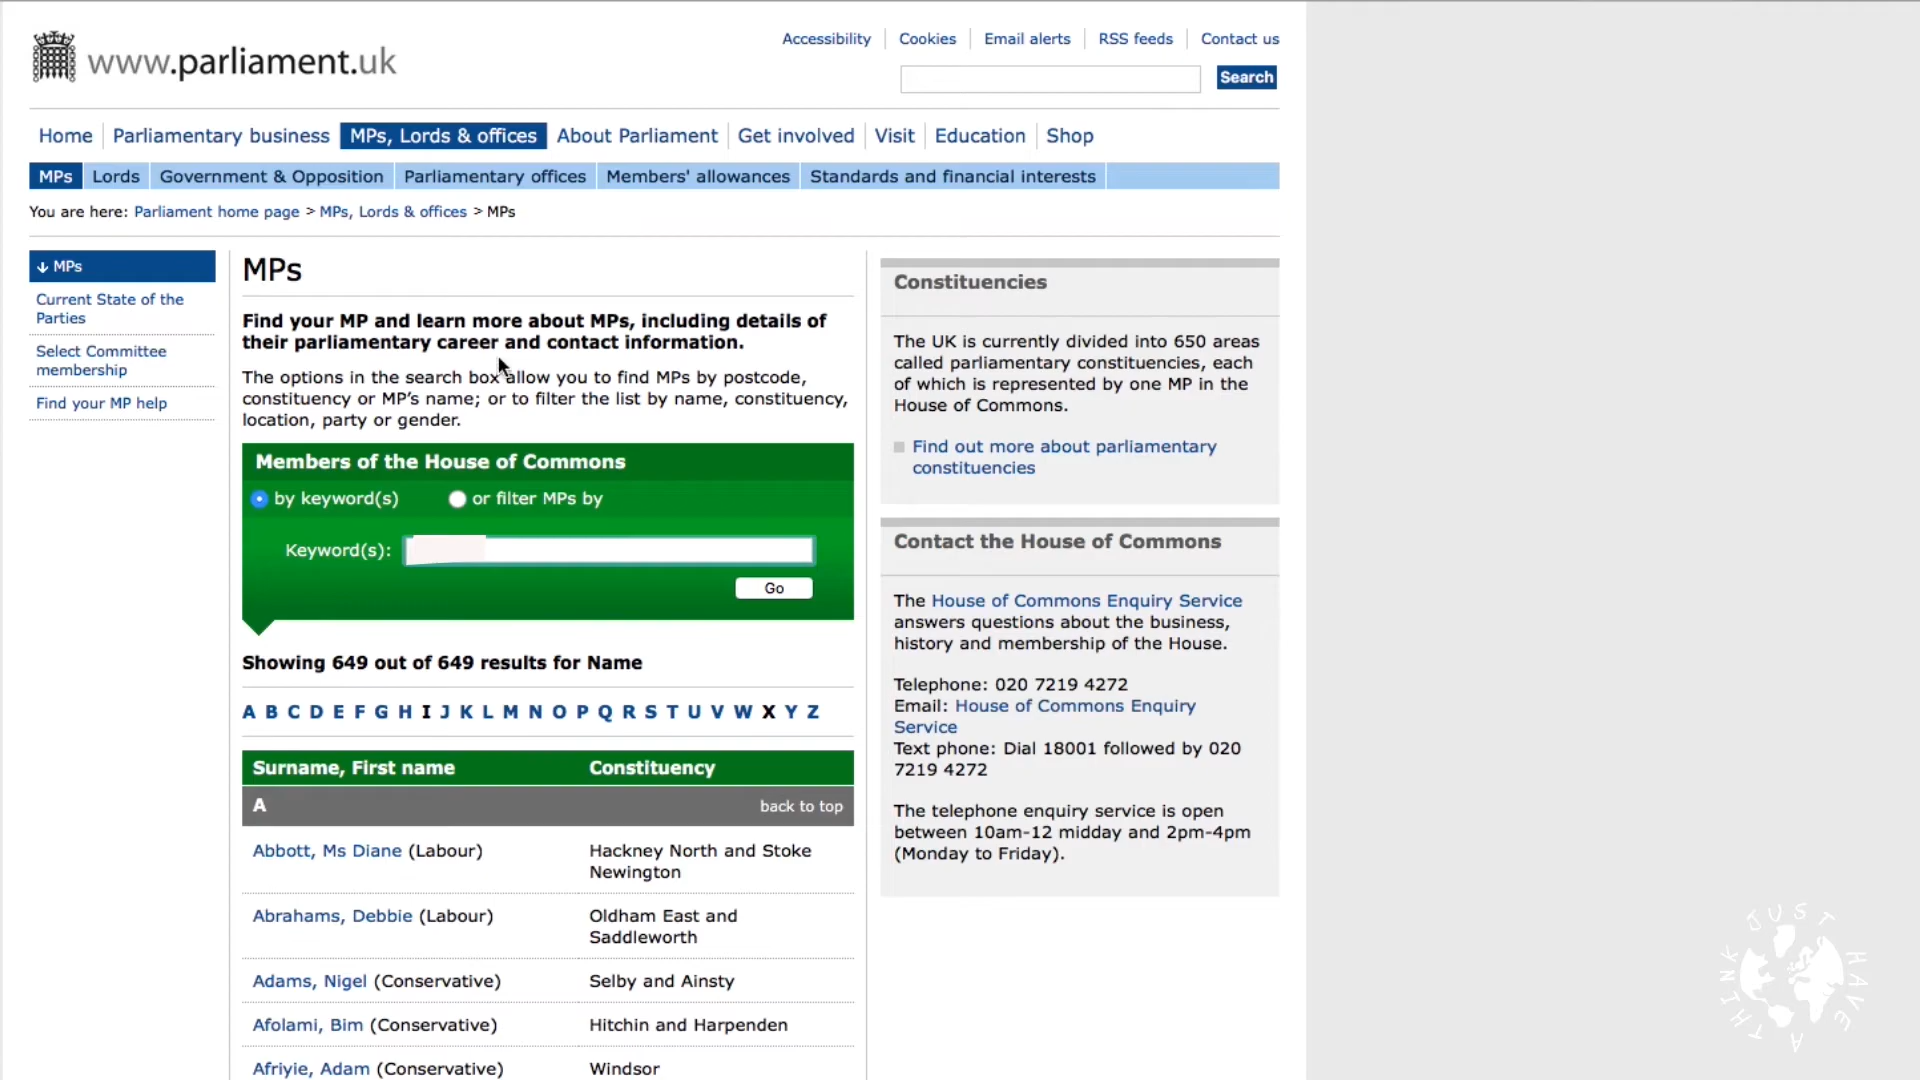 www.parliament.uk
Accessibility Cookies Email alerts RSS feeds Contact us
Search
Home Parliamentary business MPs, Lords & offices About Parliament Get involved Visit Education Shop
MPs Lords Government & Opposition Parliamentary offices Members' allowances Standards and financial interests
You are here: Parliament home page > MPs, Lords & offices > MPs
MPs
Current State of the
Parties
Select Committee
membership
Find your MP help
MPs
Find your MP and learn more about MPs, including details of
their parliamentary career and contact information.
The options in the search box allow you to find MPs by postcode,
constituency or MP's name; or to filter the list by name, constituency,
location, party or gender.
Members of the House of Commons
by keyword(s) or filter MPs by
Keyword(s):
Go
Showing 649 out of 649 results for Name
A B C D E F G H I J K L M N O P Q R S T U V W X Y Z
Surname, First name Constituency
A back to top
Abbott, Ms Diane (Labour) Hackney North and Stoke
Newington
Abrahams, Debbie (Labour) Oldham East and
Saddleworth
Adams, Nigel (Conservative) Selby and Ainsty
Afolami, Bim (Conservative) Hitchin and Harpenden
Afriyie, Adam (Conservative) Windsor
Constituencies
The UK is currently divided into 650 areas
called parliamentary constituencies, each
of which is represented by one MP in the
House of Commons.
Find out more about parliamentary
constituencies
Contact the House of Commons
The House of Commons Enquiry Service
answers questions about the business,
history and membership of the House.
Telephone: 020 7219 4272
Email: House of Commons Enquiry
Service
Text phone: Dial 18001 followed by 020
7219 4272
The telephone enquiry service is open
between 10am-12 midday and 2pm-4pm
(Monday to Friday).
JUST HAVE A THINK